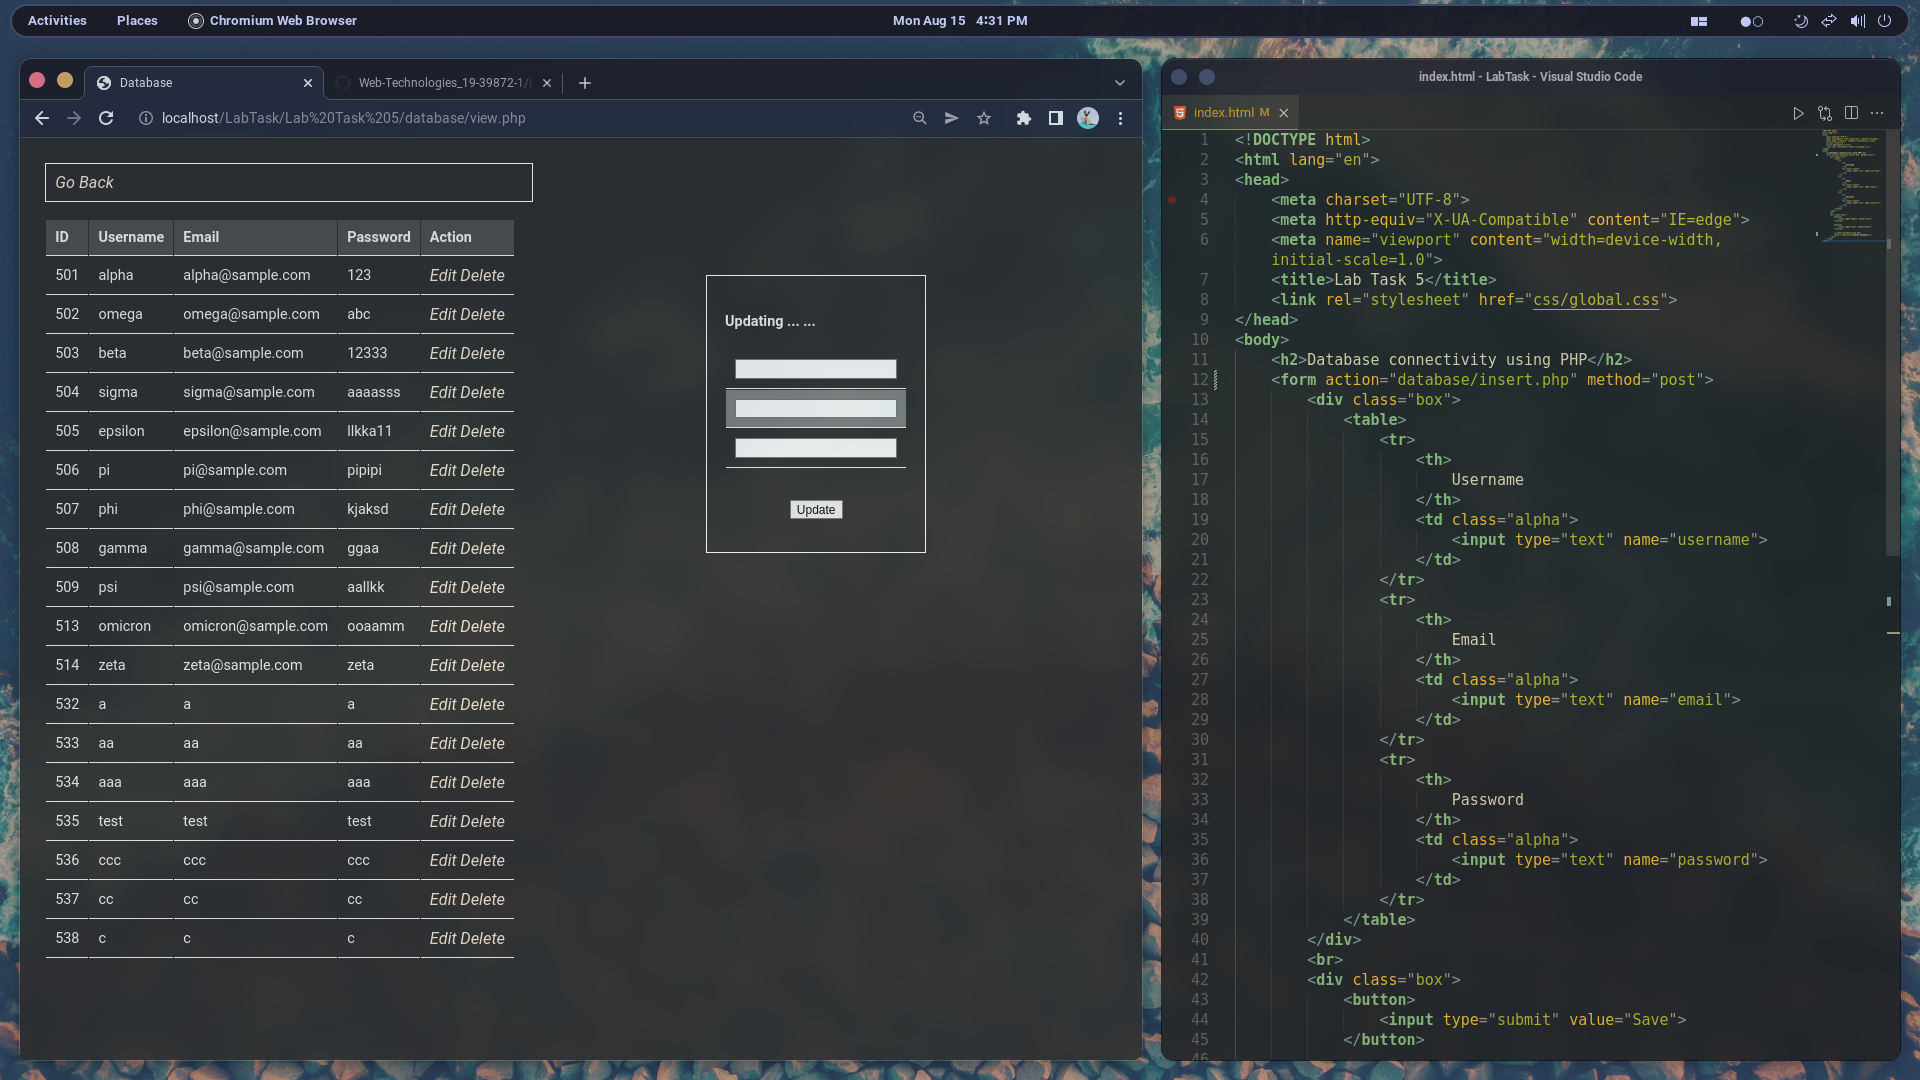 Activities Places Chromium Web Browser Mon Aug 15 4:31 PM
Database Web-Technologies_19-39872-1/
localhost/LabTask/Lab%20Task%205/database/view.php
Go Back
ID Username Email Password Action
501 alpha alpha@sample.com 123 Edit Delete
502 omega omega@sample.com abc Edit Delete
503 beta beta@sample.com 12333 Edit Delete
504 sigma sigma@sample.com aaaasss Edit Delete
505 epsilon epsilon@sample.com llkka11 Edit Delete
506 pi pi@sample.com pipipi Edit Delete
507 phi phi@sample.com kjaksd Edit Delete
508 gamma gamma@sample.com ggaa Edit Delete
509 psi psi@sample.com aallkk Edit Delete
513 omicron omicron@sample.com ooaamm Edit Delete
514 zeta zeta@sample.com zeta Edit Delete
532 a a a Edit Delete
533 aa aa aa Edit Delete
534 aaa aaa aaa Edit Delete
535 test test test Edit Delete
536 ccc ccc ccc Edit Delete
537 cc cc cc Edit Delete
538 c c c Edit Delete
Updating ... ...
Update
index.html - LabTask - Visual Studio Code
index.html M
1 <!DOCTYPE html>
2 <html lang="en">
3 <head>
4 <meta charset="UTF-8">
5 <meta http-equiv="X-UA-Compatible" content="IE=edge">
6 <meta name="viewport" content="width=device-width,
initial-scale=1.0">
7 <title>Lab Task 5</title>
8 <link rel="stylesheet" href="css/global.css">
9 </head>
10 <body>
11 <h2>Database connectivity using PHP</h2>
12 <form action="database/insert.php" method="post">
13 <div class="box">
14 <table>
15 <tr>
16 <th>
17 Username
18 </th>
19 <td class="alpha">
20 <input type="text" name="username">
21 </td>
22 </tr>
23 <tr>
24 <th>
25 Email
26 </th>
27 <td class="alpha">
28 <input type="text" name="email">
29 </td>
30 </tr>
31 <tr>
32 <th>
33 Password
34 </th>
35 <td class="alpha">
36 <input type="text" name="password">
37 </td>
38 </tr>
39 </table>
40 </div>
41 <br>
42 <div class="box">
43 <button>
44 <input type="submit" value="Save">
45 </button>
46